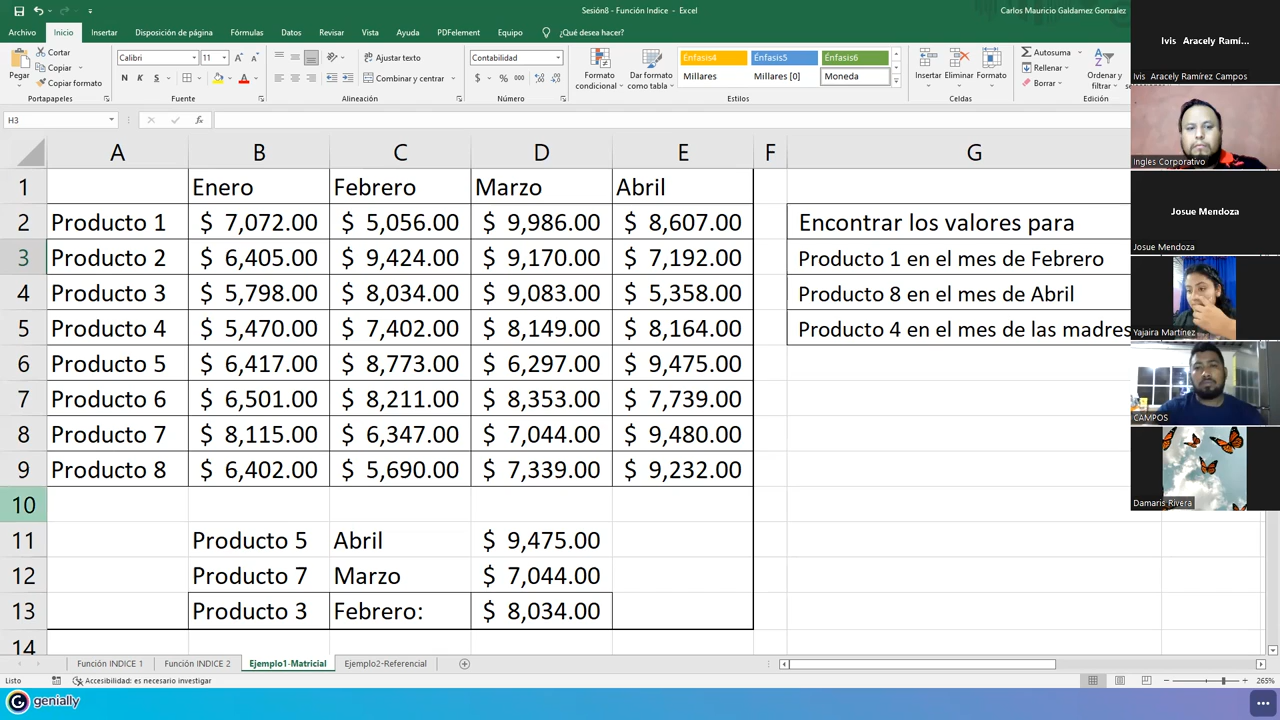 Sesión8 - Función Indice - Excel
Carlos Mauricio Galdamez Gonzalez
Archivo Inicio Insertar Disposición de página Fórmulas Datos Revisar Vista Ayuda PDFelement Equipo ¿Qué desea hacer?
Pegar
Cortar
Copiar
Copiar formato
Portapapeles
Calibri 11
N K S
Fuente
Ajustar texto
Combinar y centrar
Alineación
Contabilidad
$ % 000
Número
Formato condicional
Dar formato como tabla
Énfasis4 Énfasis5 Énfasis6
Millares Millares [0] Moneda
Estilos
Insertar Eliminar Formato
Celdas
Autosuma
Rellenar
Borrar
Ordenar y filtrar
Edición
H3
fx
A B C D E F G
1 Enero Febrero Marzo Abril
2 Producto 1 $ 7,072.00 $ 5,056.00 $ 9,986.00 $ 8,607.00 Encontrar los valores para
3 Producto 2 $ 6,405.00 $ 9,424.00 $ 9,170.00 $ 7,192.00 Producto 1 en el mes de Febrero
4 Producto 3 $ 5,798.00 $ 8,034.00 $ 9,083.00 $ 5,358.00 Producto 8 en el mes de Abril
5 Producto 4 $ 5,470.00 $ 7,402.00 $ 8,149.00 $ 8,164.00 Producto 4 en el mes de las madres
6 Producto 5 $ 6,417.00 $ 8,773.00 $ 6,297.00 $ 9,475.00
7 Producto 6 $ 6,501.00 $ 8,211.00 $ 8,353.00 $ 7,739.00
8 Producto 7 $ 8,115.00 $ 6,347.00 $ 7,044.00 $ 9,480.00
9 Producto 8 $ 6,402.00 $ 5,690.00 $ 7,339.00 $ 9,232.00
10
11 Producto 5 Abril $ 9,475.00
12 Producto 7 Marzo $ 7,044.00
13 Producto 3 Febrero: $ 8,034.00
14
Función INDICE 1 Función INDICE 2 Ejemplo1-Matricial Ejemplo2-Referencial
Listo Accesibilidad: es necesario investigar
265%
genially
Ivis Aracely Ramí...
Ivis Aracely Ramírez Campos
Ingles Corporativo
Josue Mendoza
Josue Mendoza
Yajaira Martínez
CAMPOS
Damaris Rivera